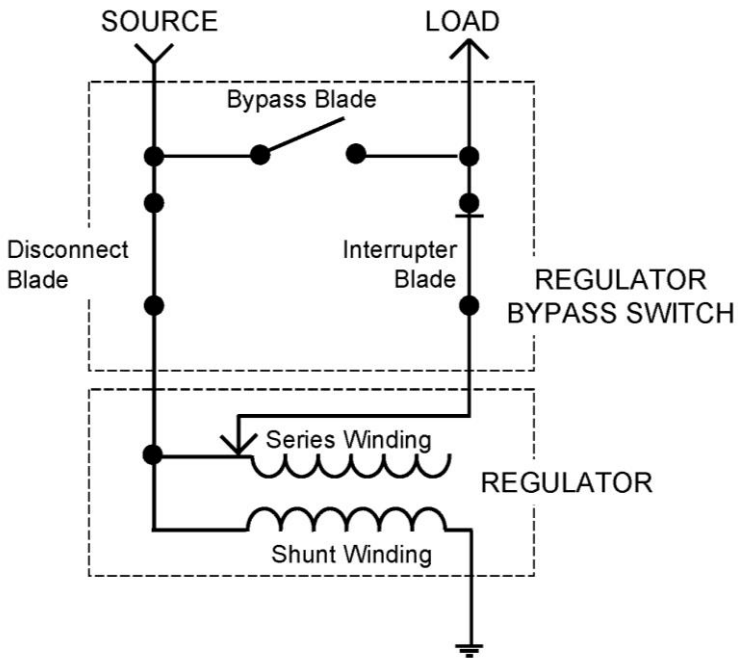 SOURCE
LOAD
Bypass Blade
Disconnect
Blade
Interrupter
Blade
REGULATOR
BYPASS SWITCH
Series Winding
REGULATOR
Shunt Winding